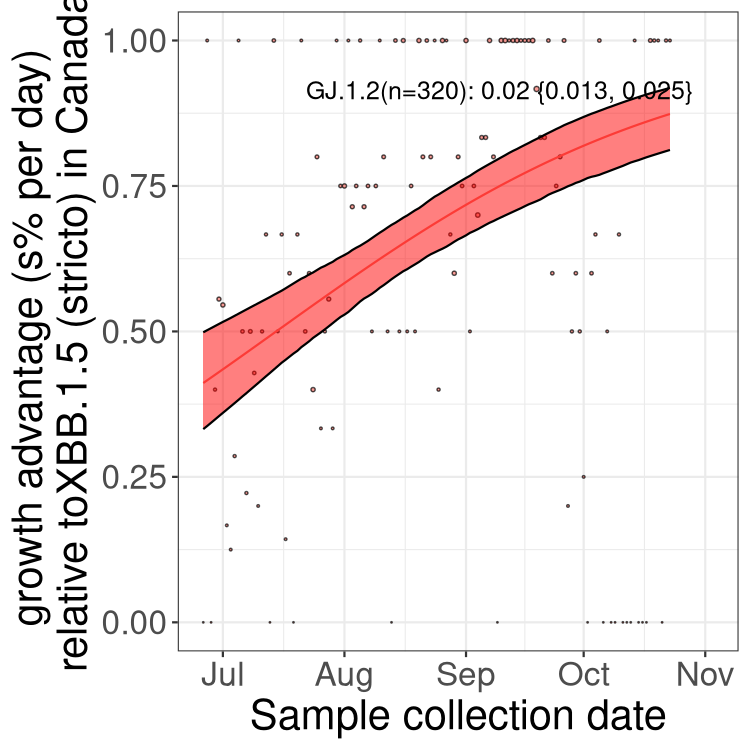 growth advantage (s% per day)
relative toXBB.1.5 (stricto) in Canada
1.00
0.75
0.50
0.25
0.00
GJ.1.2(n=320): 0.02 {0.013, 0.025}
Jul Aug Sep Oct Nov
Sample collection date